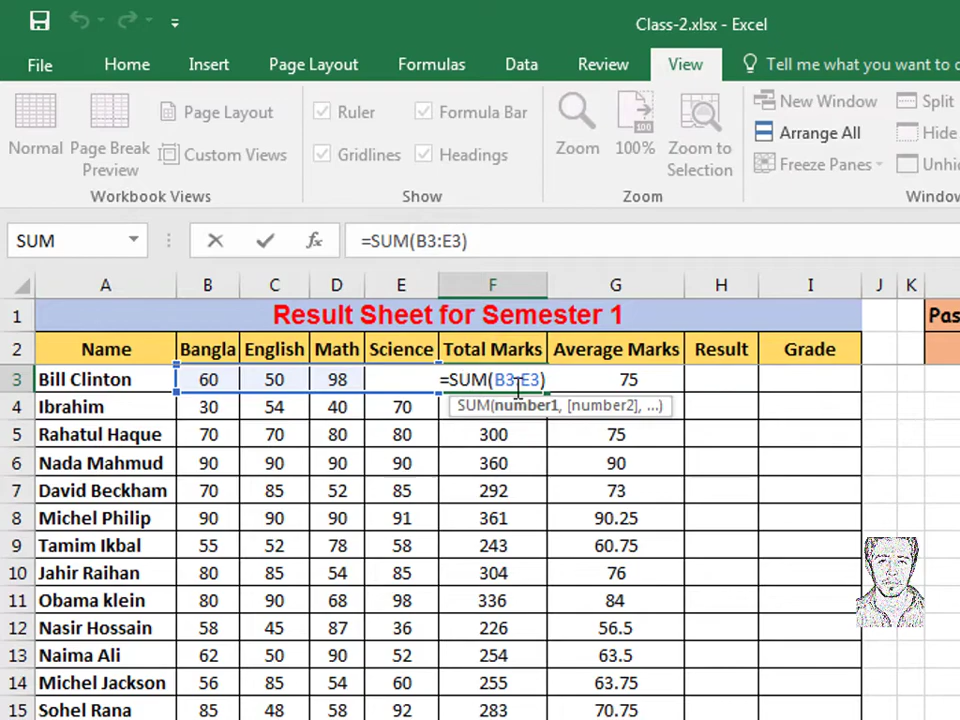 Class-2.xlsx - Excel
File Home Insert Page Layout Formulas Data Review View Tell me what you want to
Normal Page Break Preview Page Layout Custom Views
Ruler Formula Bar
Gridlines Headings
Zoom 100% Zoom to Selection
New Window Split
Arrange All Hide
Freeze Panes
Workbook Views Show Zoom
SUM fx =SUM(B3:E3)
A B C D E F G H I J K
1 Result Sheet for Semester 1
2 Name Bangla English Math Science Total Marks Average Marks Result Grade
3 Bill Clinton 60 50 98 =SUM(B3:E3) 75
SUM(number1, [number2], ...)
4 Ibrahim 30 54 40 70
5 Rahatul Haque 70 70 80 80 300 75
6 Nada Mahmud 90 90 90 90 360 90
7 David Beckham 70 85 52 85 292 73
8 Michel Philip 90 90 90 91 361 90.25
9 Tamim Ikbal 55 52 78 58 243 60.75
10 Jahir Raihan 80 85 54 85 304 76
11 Obama klein 80 90 68 98 336 84
12 Nasir Hossain 58 45 87 36 226 56.5
13 Naima Ali 62 50 90 52 254 63.5
14 Michel Jackson 56 85 54 60 255 63.75
15 Sohel Rana 85 48 58 92 283 70.75